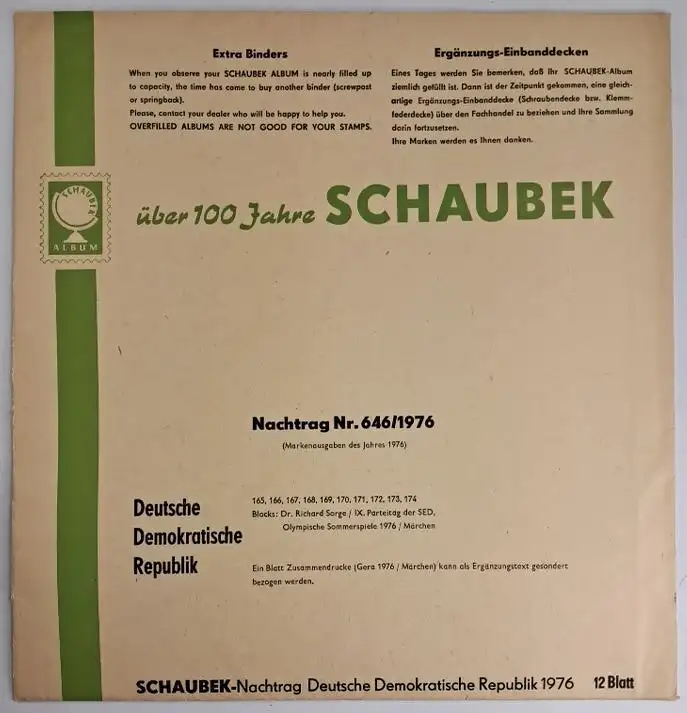 Extra Binders
When you observe your SCHAUBEK ALBUM is nearly filled up
to capacity, the time has come to buy another binder (screwpost
or springback).
Please, contact your dealer who will be happy to help you.
OVERFILLED ALBUMS ARE NOT GOOD FOR YOUR STAMPS.
Ergänzungs-Einbanddecken
Eines Tages werden Sie bemerken, daß Ihr SCHAUBEK-Album
ziemlich gefüllt ist. Dann ist der Zeitpunkt gekommen, eine gleich-
artige Ergänzungs-Einbanddecke (Schraubendecke bzw. Klemm-
federdecke) über den Fachhandel zu beziehen und Ihre Sammlung
darin fortzusetzen.
Ihre Marken werden es Ihnen danken.
SCHAUBEK
ALBUM
über 100 Jahre SCHAUBEK
Nachtrag Nr. 646/1976
(Markenausgaben des Jahres 1976)
Deutsche
Demokratische
Republik
165, 166, 167, 168, 169, 170, 171, 172, 173, 174
Blocks: Dr. Richard Sorge / IX. Parteitag der SED,
Olympische Sommerspiele 1976 / Märchen
Ein Blatt Zusammendrucke (Gera 1976 / Märchen) kann als Ergänzungstext gesondert
bezogen werden.
SCHAUBEK-Nachtrag Deutsche Demokratische Republik 1976 12 Blatt